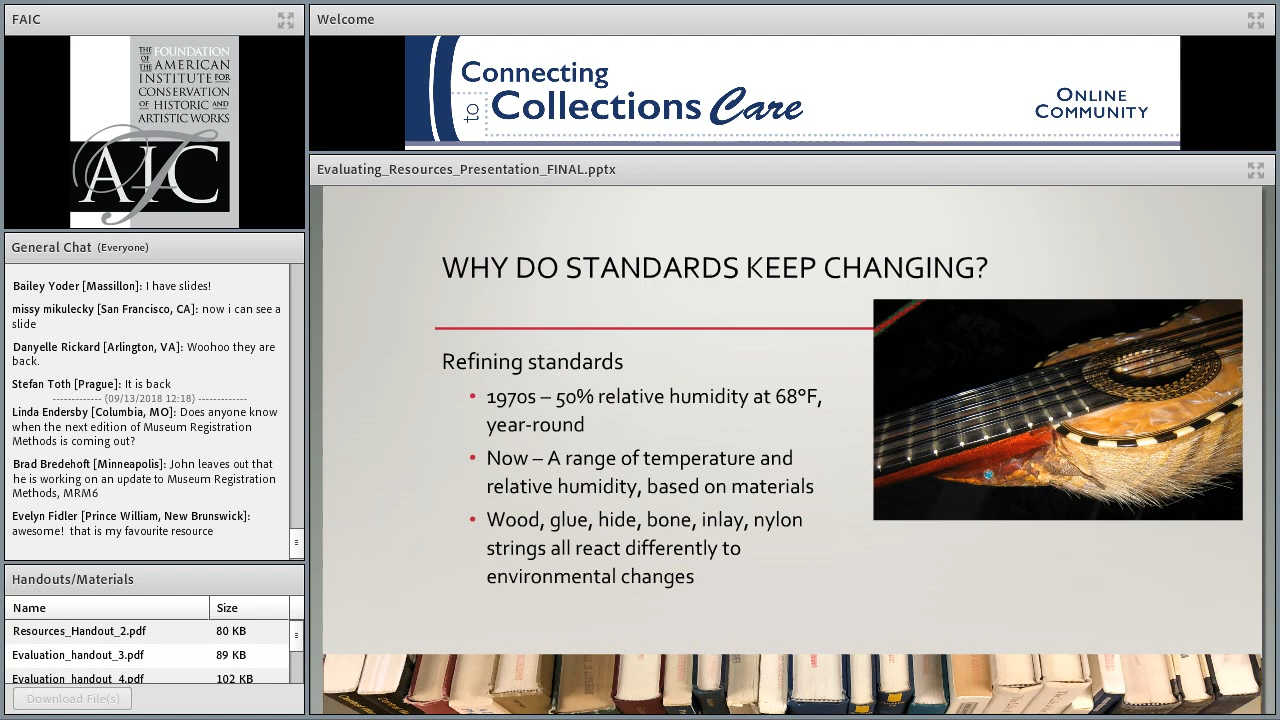 FAIC
THE FOUNDATION
OF THE AMERICAN
INSTITUTE FOR
CONSERVATION
OF HISTORIC AND
ARTISTIC WORKS
AIC
General Chat (Everyone)
Bailey Yoder [Massillon]: I have slides!
missy mikulecky [San Francisco, CA]: now i can see a
slide
Danyelle Rickard [Arlington, VA]: Woohoo they are
back.
Stefan Toth [Prague]: It is back
------------- (09/13/2018 12:18) -------------
Linda Endersby [Columbia, MO]: Does anyone know
when the next edition of Museum Registration
Methods is coming out?
Brad Bredehoft [Minneapolis]: John leaves out that
he is working on an update to Museum Registration
Methods, MRM6
Evelyn Fidler [Prince William, New Brunswick]:
awesome! that is my favourite resource
Handouts/Materials
Name Size
Resources_Handout_2.pdf 80 KB
Evaluation_handout_3.pdf 89 KB
Evaluation_handout_4.pdf 102 KB
Download File(s)
Welcome
Connecting
to Collections Care
ONLINE
COMMUNITY
Evaluating_Resources_Presentation_FINAL.pptx
WHY DO STANDARDS KEEP CHANGING?
Refining standards
• 1970s – 50% relative humidity at 68°F,
year-round
• Now – A range of temperature and
relative humidity, based on materials
• Wood, glue, hide, bone, inlay, nylon
strings all react differently to
environmental changes